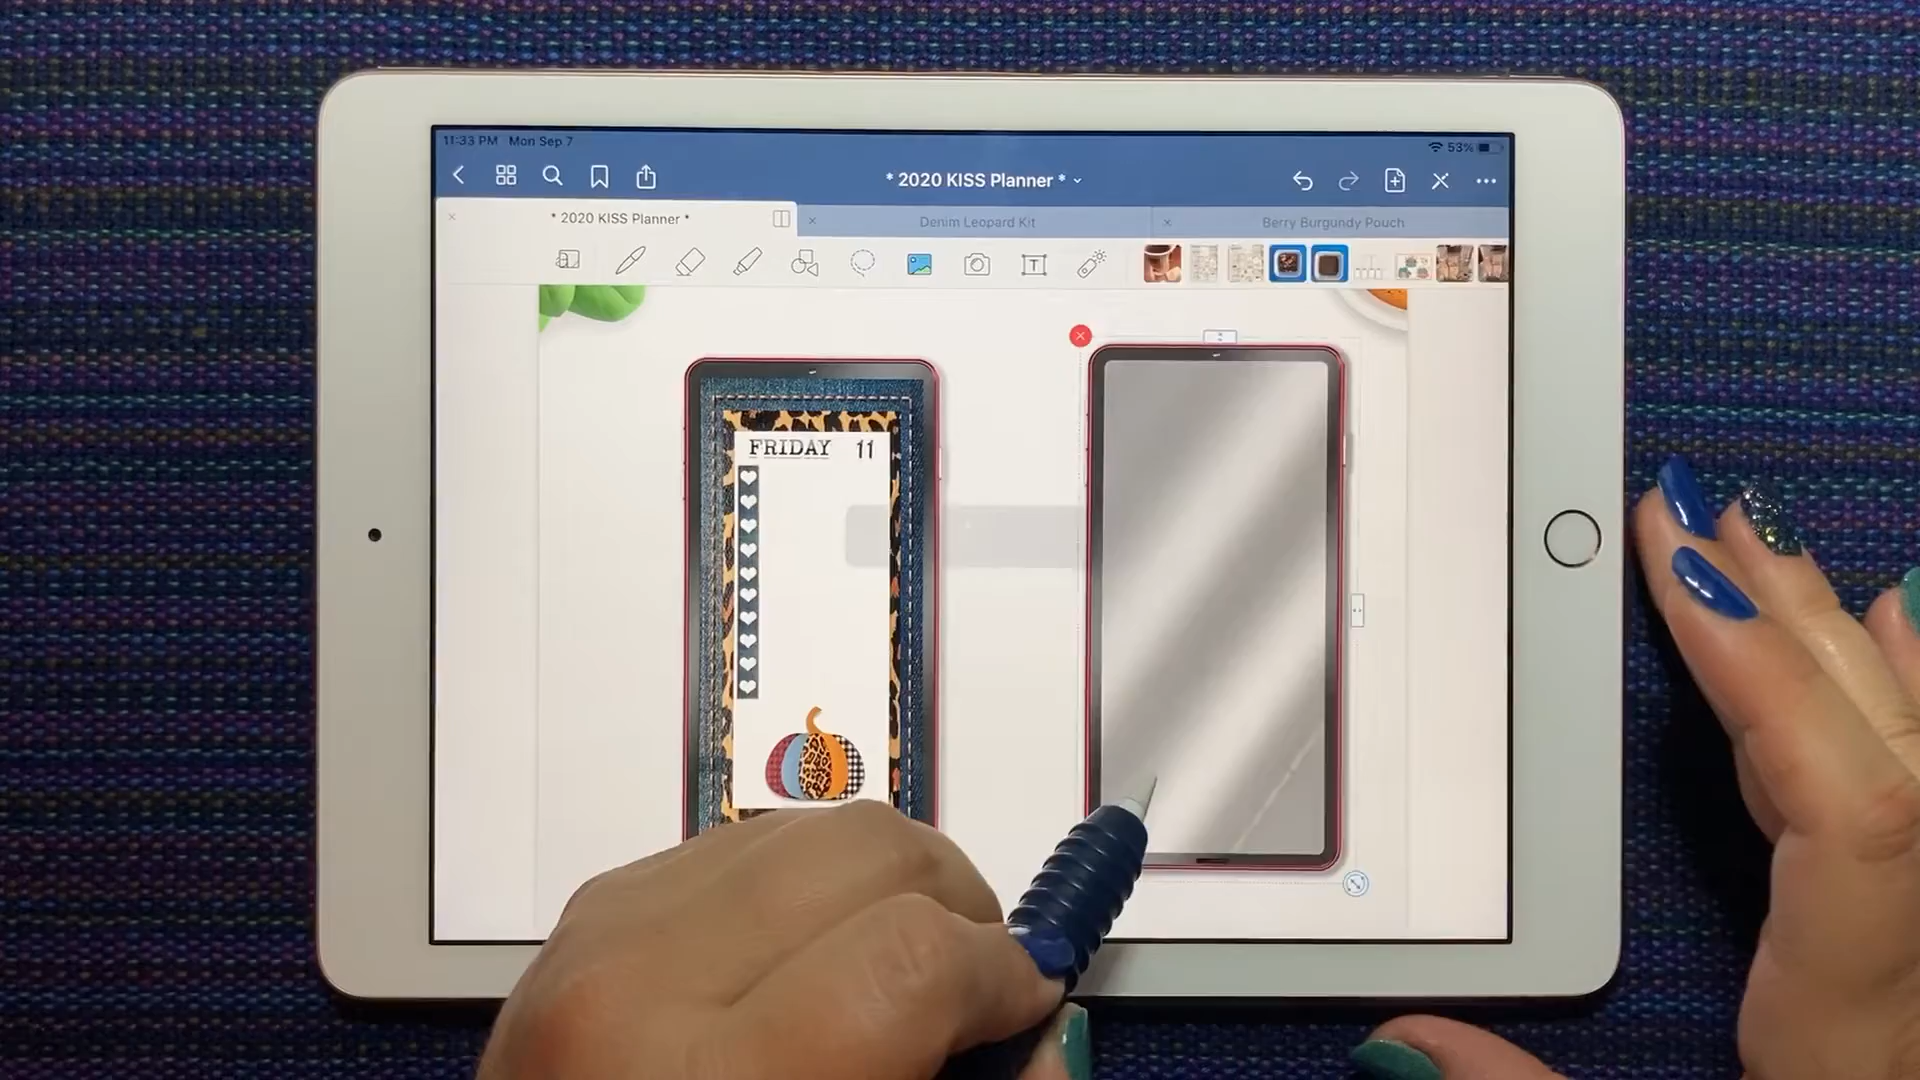 11:33 PM Mon Sep 7
53%
* 2020 KISS Planner *
* 2020 KISS Planner *
Denim Leopard Kit
Berry Burgundy Pouch
T
FRIDAY 11